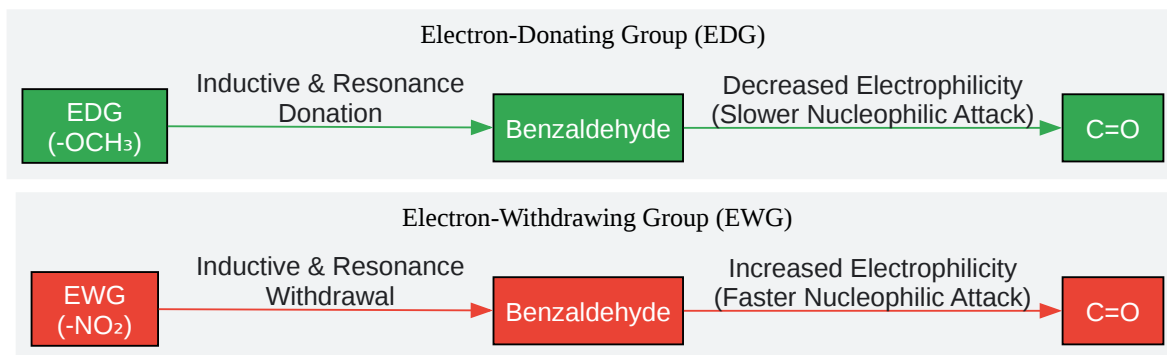 Electron-Donating Group (EDG)
Inductive & Resonance
Donation
Decreased Electrophilicity
(Slower Nucleophilic Attack)
EDG
(-OCH₃)
Benzaldehyde
C=O
Electron-Withdrawing Group (EWG)
Inductive & Resonance
Withdrawal
Increased Electrophilicity
(Faster Nucleophilic Attack)
EWG
(-NO₂)
Benzaldehyde
C=O